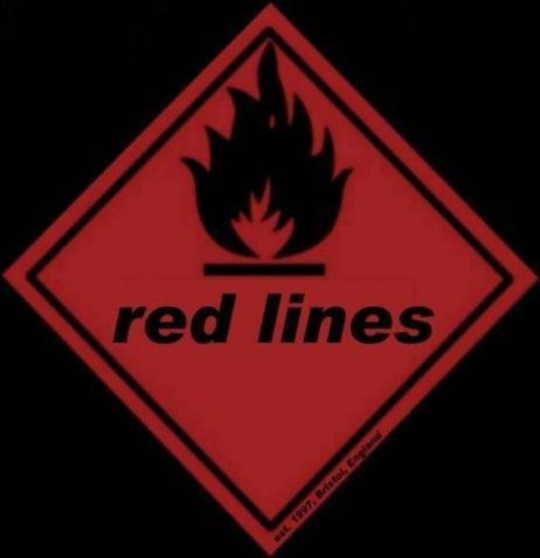 red lines
est. 1997, Bristol, England